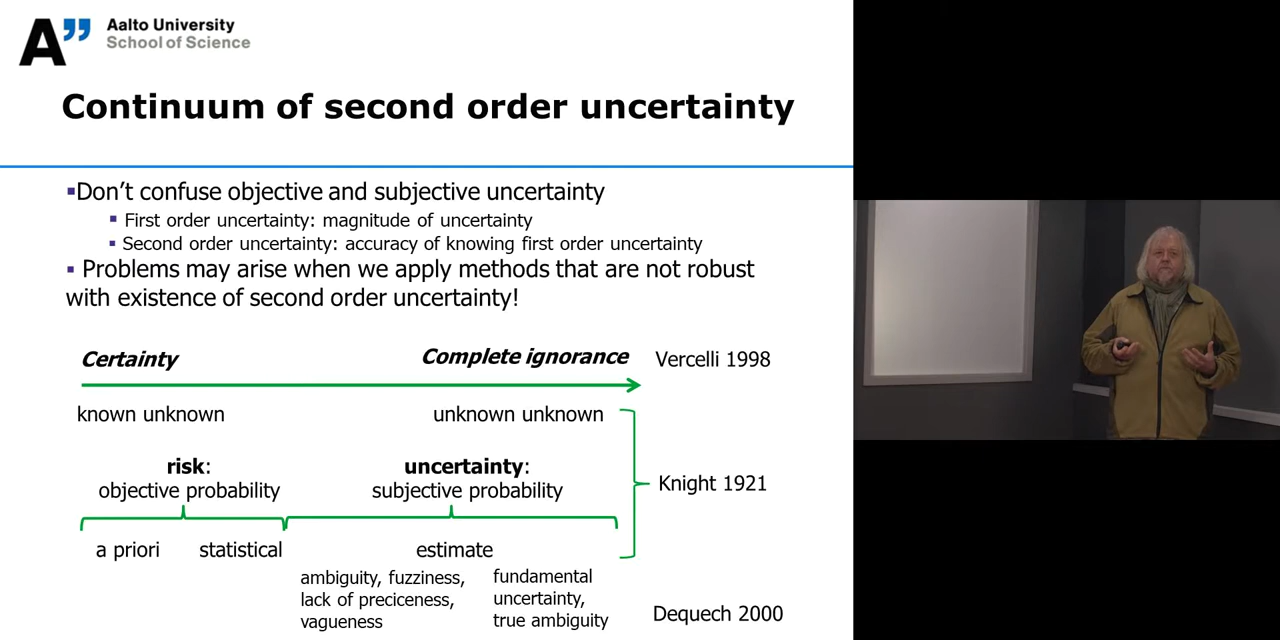 Aalto University
School of Science
Continuum of second order uncertainty
▪Don't confuse objective and subjective uncertainty
▪ First order uncertainty: magnitude of uncertainty
▪ Second order uncertainty: accuracy of knowing first order uncertainty
▪ Problems may arise when we apply methods that are not robust
with existence of second order uncertainty!
Certainty Complete ignorance Vercelli 1998
known unknown unknown unknown
risk: uncertainty:
objective probability subjective probability Knight 1921
a priori statistical estimate
ambiguity, fuzziness, fundamental
lack of preciceness, uncertainty,
vagueness true ambiguity Dequech 2000